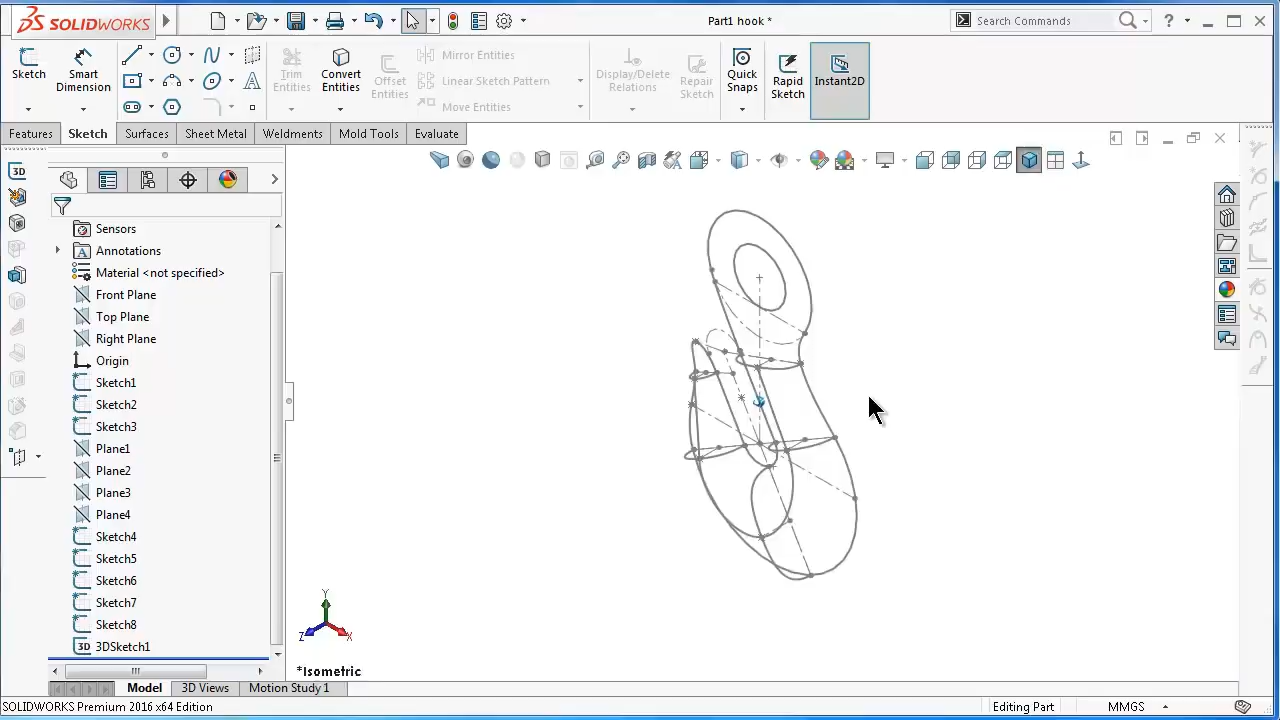 SOLIDWORKS
Part1 hook *
Search Commands
Sketch
Smart Dimension
Trim Entities
Convert Entities
Offset Entities
Mirror Entities
Linear Sketch Pattern
Move Entities
Display/Delete Relations
Repair Sketch
Quick Snaps
Rapid Sketch
Instant2D
Features
Sketch
Surfaces
Sheet Metal
Weldments
Mold Tools
Evaluate
3D
Sensors
Annotations
Material <not specified>
Front Plane
Top Plane
Right Plane
Origin
Sketch1
Sketch2
Sketch3
Plane1
Plane2
Plane3
Plane4
Sketch4
Sketch5
Sketch6
Sketch7
Sketch8
3D 3DSketch1
Y
Z
X
*Isometric
Model
3D Views
Motion Study 1
SOLIDWORKS Premium 2016 x64 Edition
Editing Part
MMGS